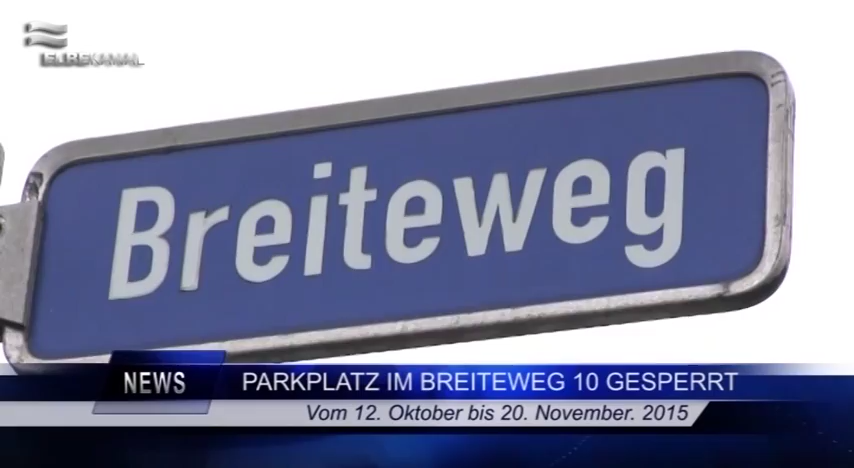 Breiteweg
NEWS
PARKPLATZ IM BREITEWEG 10 GESPERRT
Vom 12. Oktober bis 20. November. 2015